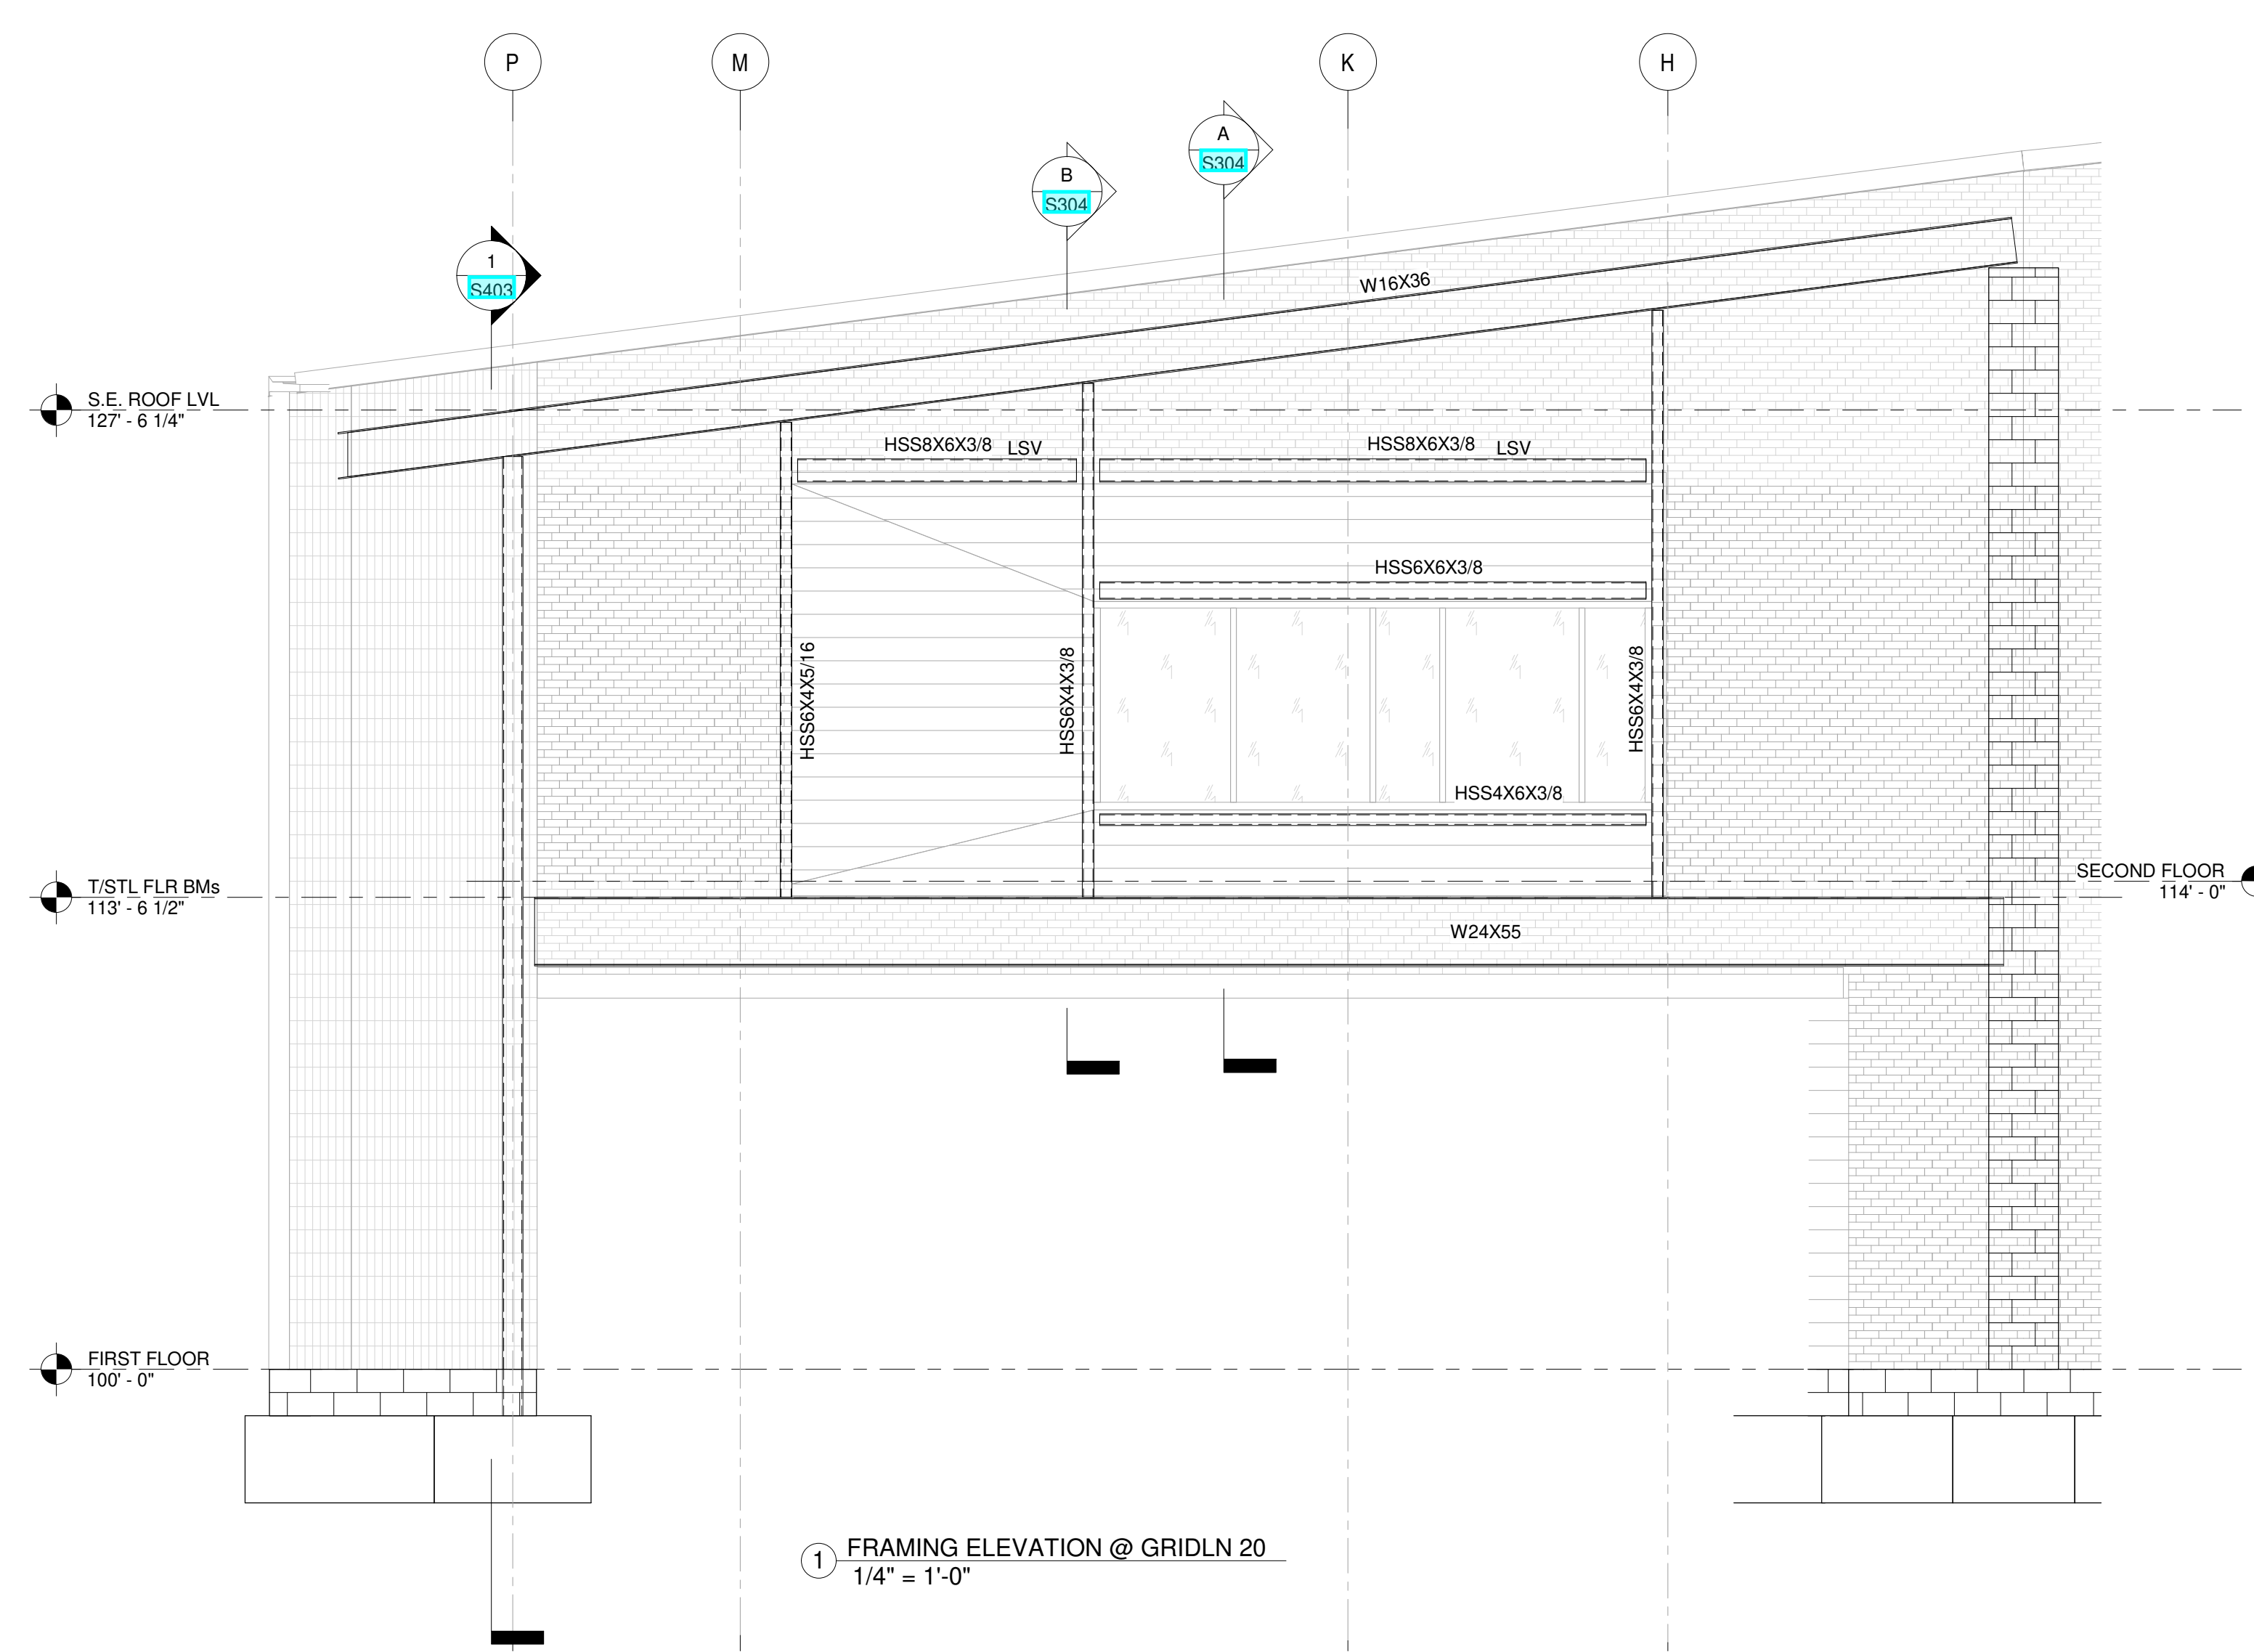 P
M
K
H
A
S304
B
S304
1
S403
W16X36
S.E. ROOF LVL
127' - 6 1/4"
HSS8X6X3/8 LSV
HSS8X6X3/8 LSV
HSS6X6X3/8
HSS6X4X5/16
HSS6X4X3/8
HSS6X4X3/8
HSS4X6X3/8
T/STL FLR BMs
113' - 6 1/2"
SECOND FLOOR
114' - 0"
W24X55
FIRST FLOOR
100' - 0"
1 FRAMING ELEVATION @ GRIDLN 20
1/4" = 1'-0"